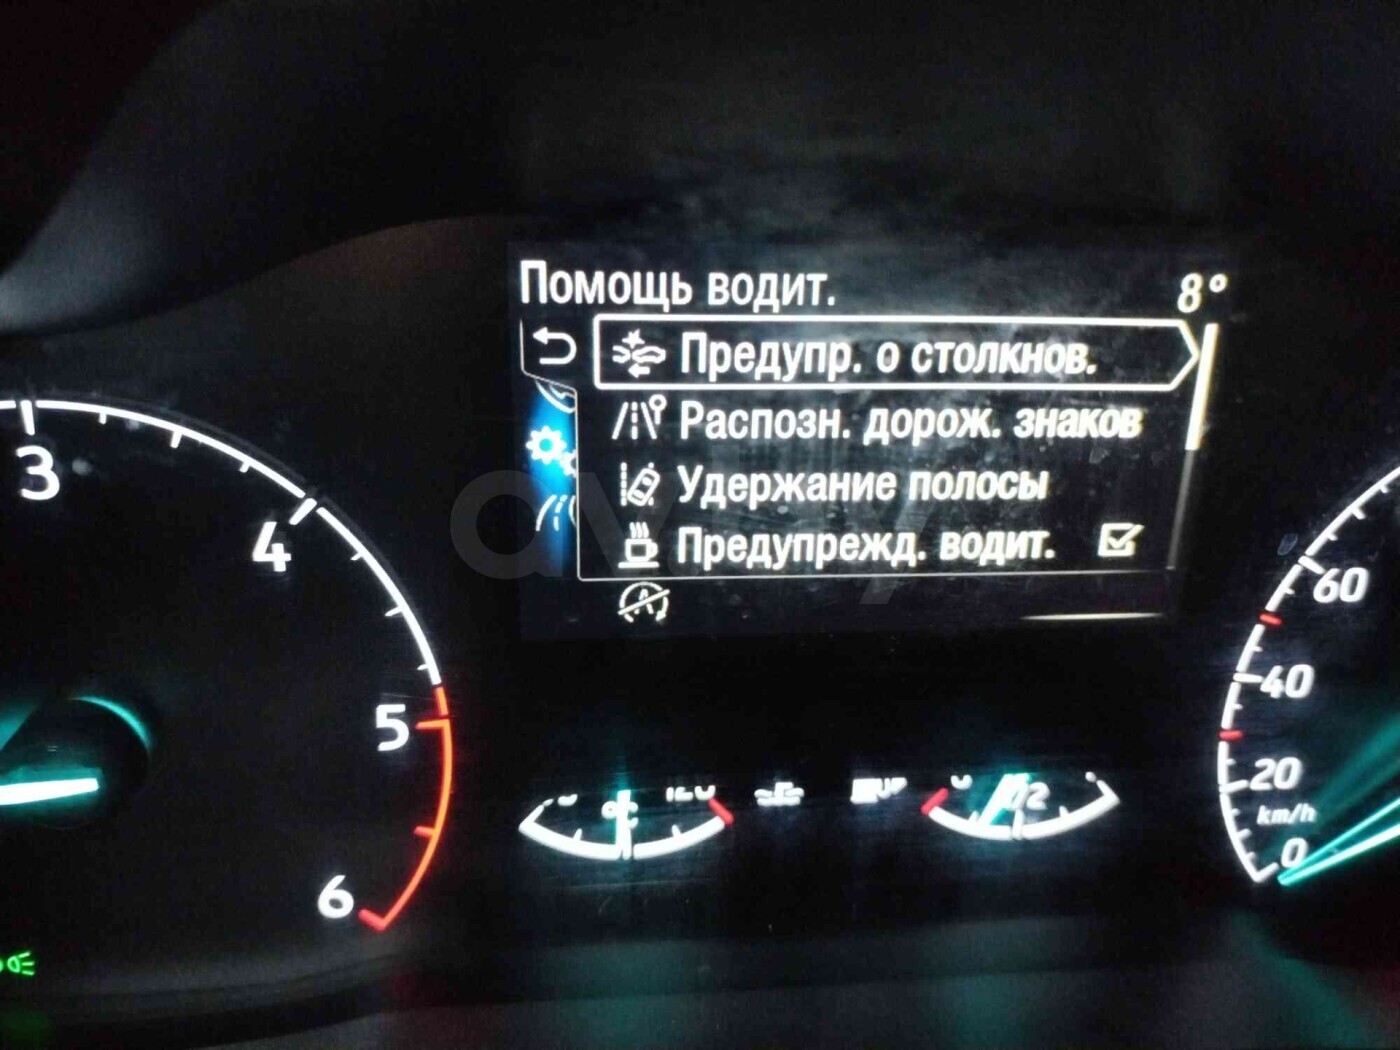 Помощь водит.
8°
Предупр. о столкнов.
Распозн. дорож. знаков
Удержание полосы
Предупрежд. водит.
3
4
5
6
60
40
20
km/h
0
°C